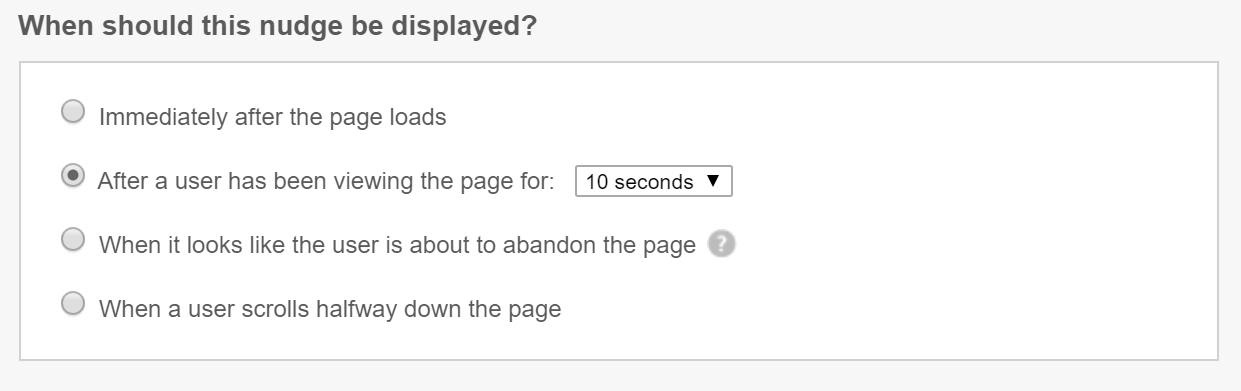 When should this nudge be displayed?
Immediately after the page loads
After a user has been viewing the page for: 10 seconds ▼
When it looks like the user is about to abandon the page ?
When a user scrolls halfway down the page